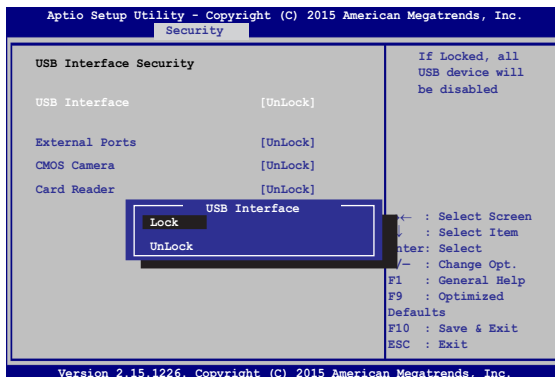 Aptio Setup Utility - Copyright (C) 2015 American Megatrends, Inc.
Security
USB Interface Security
USB Interface [UnLock]
External Ports [UnLock]
CMOS Camera [UnLock]
Card Reader [UnLock]
USB Interface
Lock
UnLock
If Locked, all
USB device will
be disabled
← : Select Screen
: Select Item
: Select
: Change Opt.
F1 : General Help
F9 : Optimized
Defaults
F10 : Save & Exit
ESC : Exit
Version 2.15.1226. Copyright (C) 2015 American Megatrends, Inc.